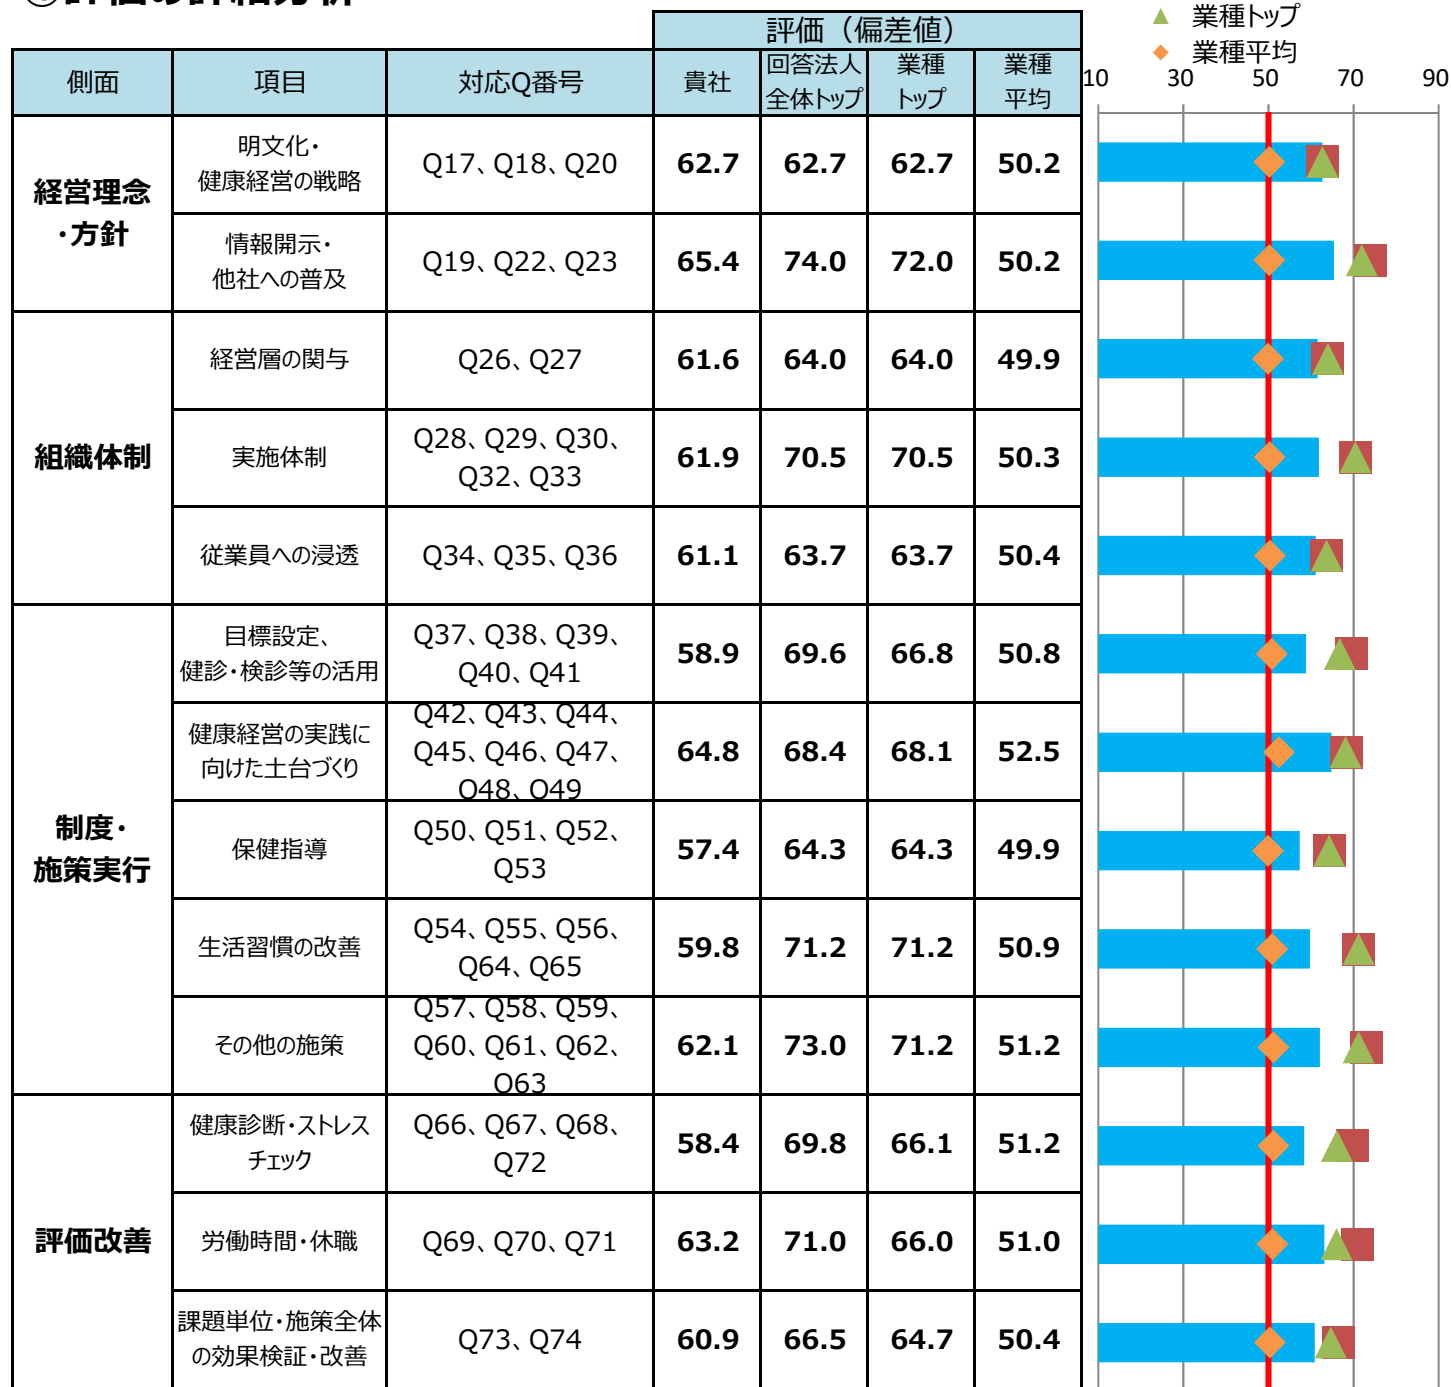 評価の詳細分析
▲ 業種トップ
◆ 業種平均
評価（偏差値）
側面 項目 対応Q番号 貴社 回答法人全体トップ 業種トップ 業種平均
10 30 50 70 90
経営理念・方針
明文化・
健康経営の戦略
Q17、Q18、Q20 62.7 62.7 62.7 50.2
情報開示・
他社への普及
Q19、Q22、Q23 65.4 74.0 72.0 50.2
組織体制
経営層の関与 Q26、Q27 61.6 64.0 64.0 49.9
実施体制
Q28、Q29、Q30、
Q32、Q33
61.9 70.5 70.5 50.3
従業員への浸透 Q34、Q35、Q36 61.1 63.7 63.7 50.4
制度・
施策実行
目標設定、
健診・検診等の活用
Q37、Q38、Q39、
Q40、Q41
58.9 69.6 66.8 50.8
健康経営の実践に
向けた土台づくり
Q42、Q43、Q44、
Q45、Q46、Q47、
Q48、Q49
64.8 68.4 68.1 52.5
保健指導
Q50、Q51、Q52、
Q53
57.4 64.3 64.3 49.9
生活習慣の改善
Q54、Q55、Q56、
Q64、Q65
59.8 71.2 71.2 50.9
その他の施策
Q57、Q58、Q59、
Q60、Q61、Q62、
Q63
62.1 73.0 71.2 51.2
評価改善
健康診断・ストレス
チェック
Q66、Q67、Q68、
Q72
58.4 69.8 66.1 51.2
労働時間・休職 Q69、Q70、Q71 63.2 71.0 66.0 51.0
課題単位・施策全体
の効果検証・改善
Q73、Q74 60.9 66.5 64.7 50.4